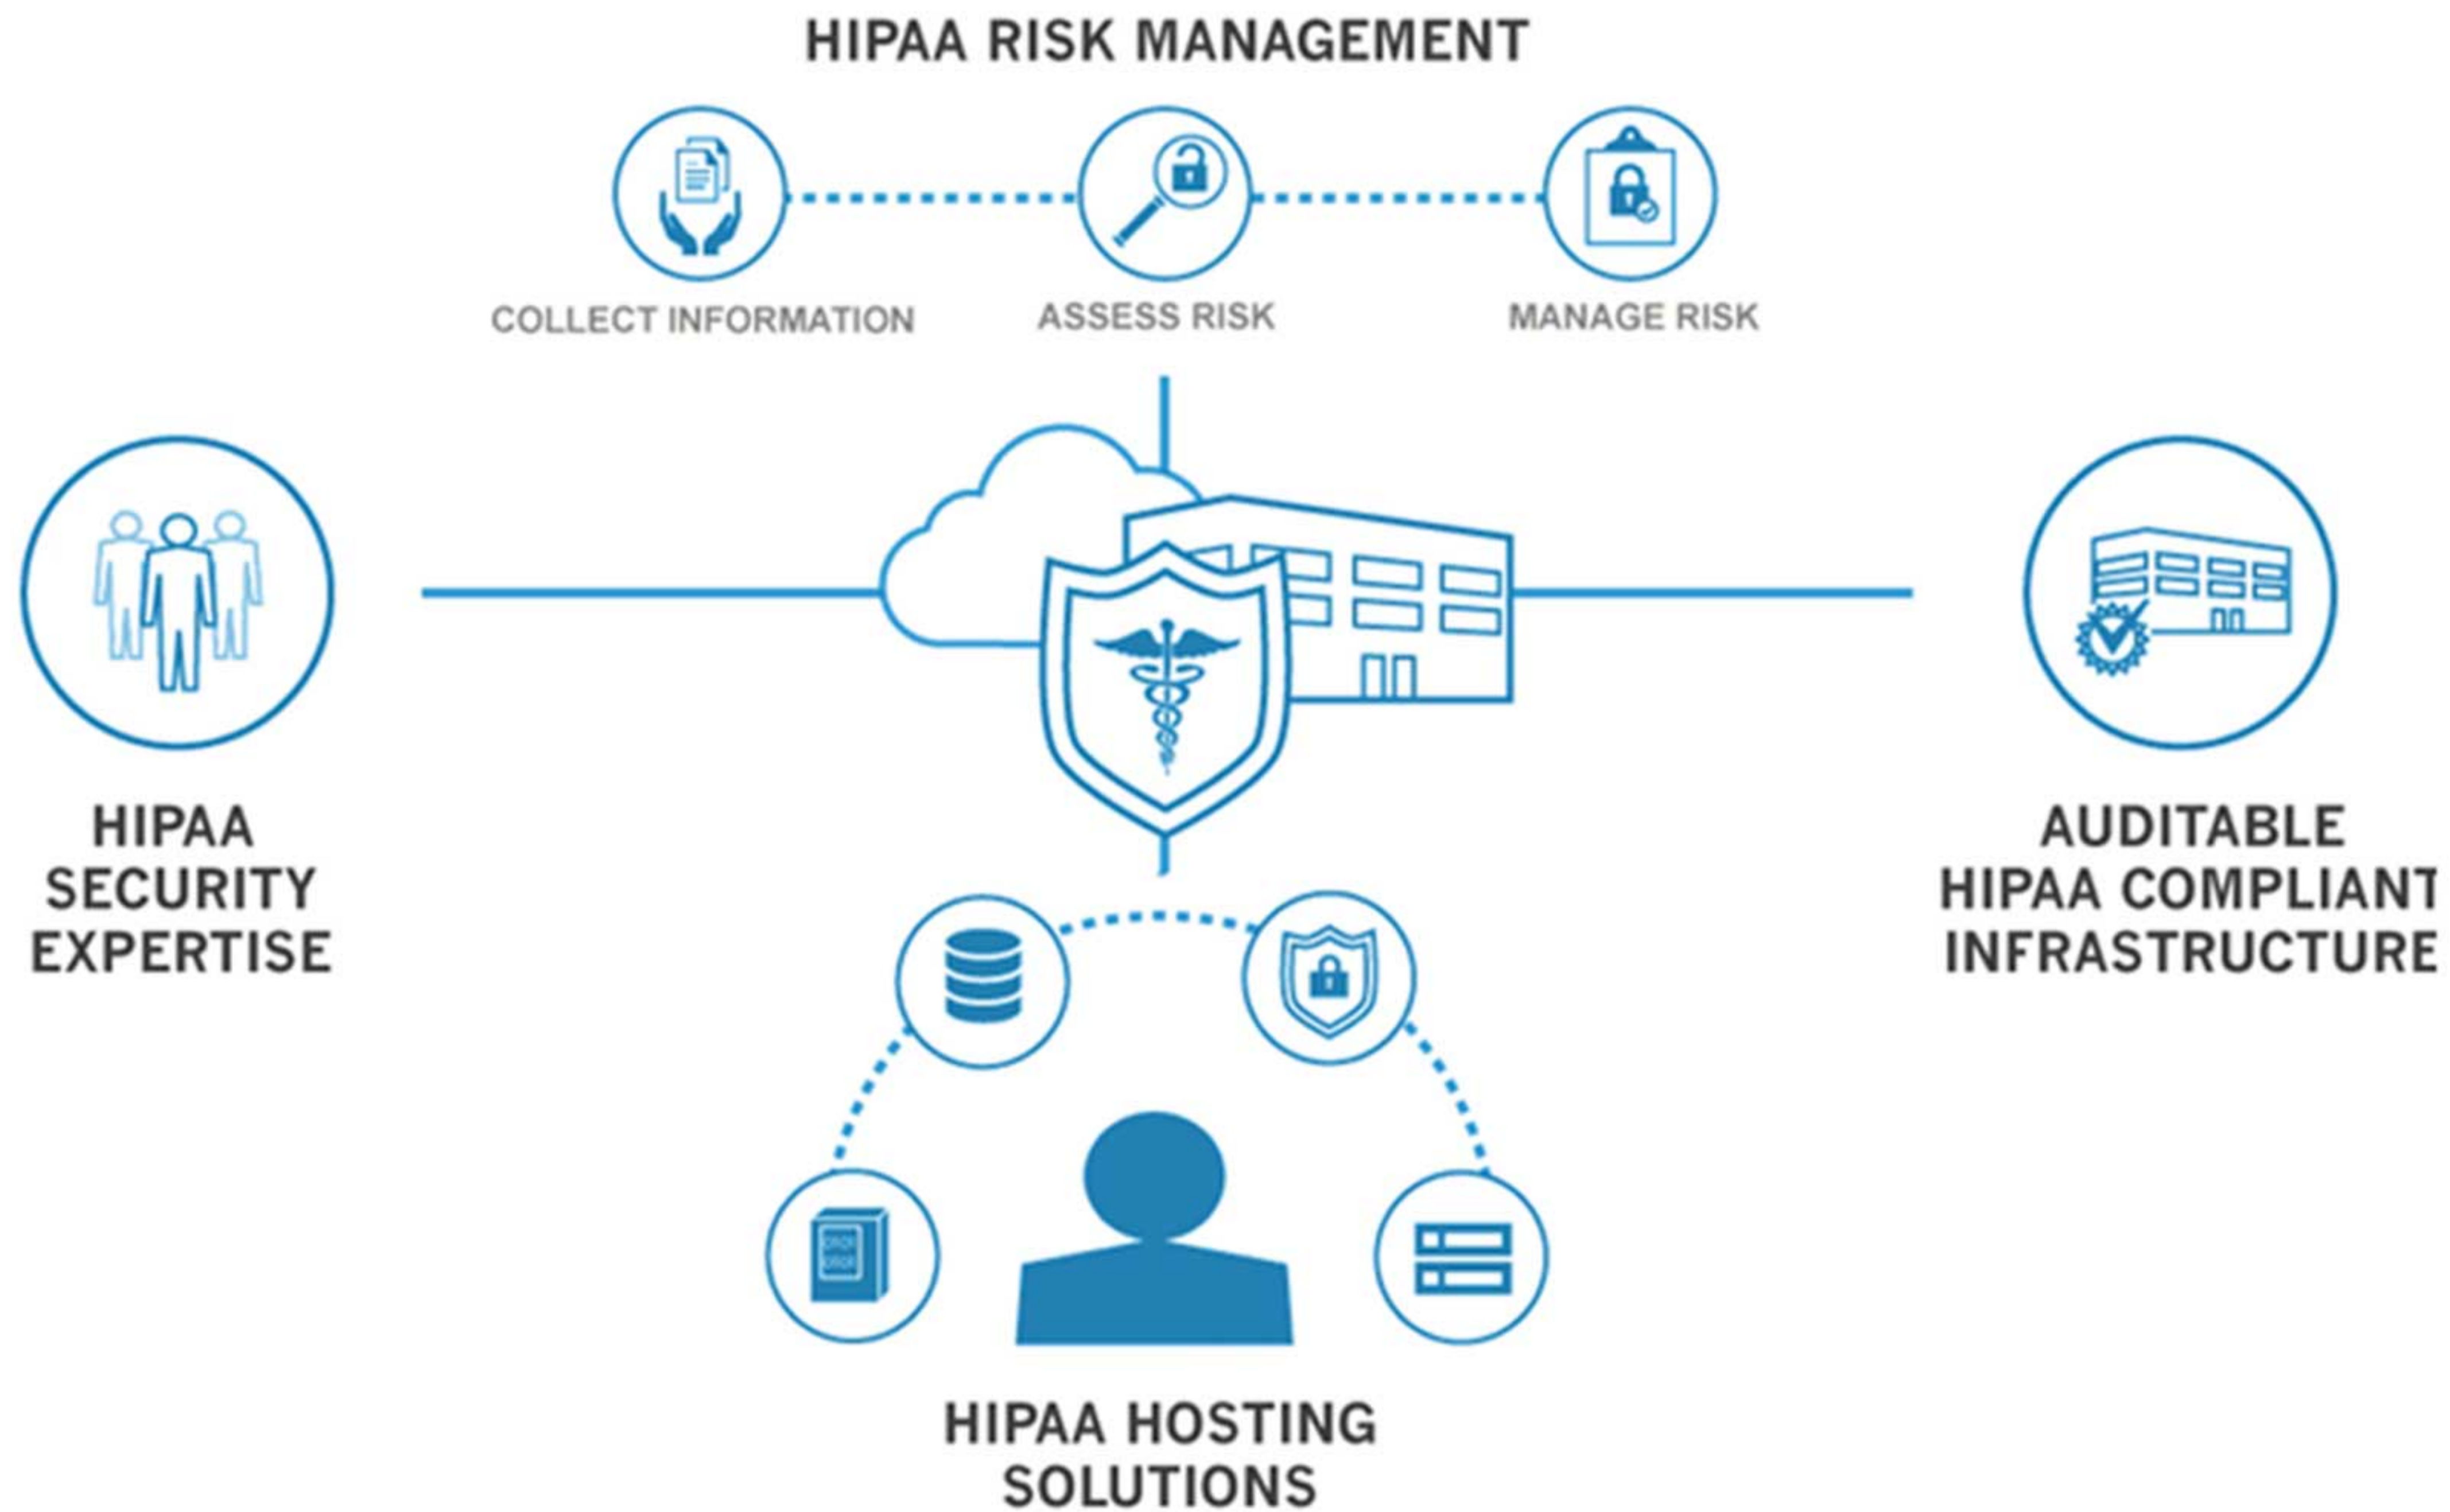 HIPAA RISK MANAGEMENT
COLLECT INFORMATION
ASSESS RISK
MANAGE RISK
HIPAA
SECURITY
EXPERTISE
AUDITABLE
HIPAA COMPLIANT
INFRASTRUCTURE
HIPAA HOSTING
SOLUTIONS